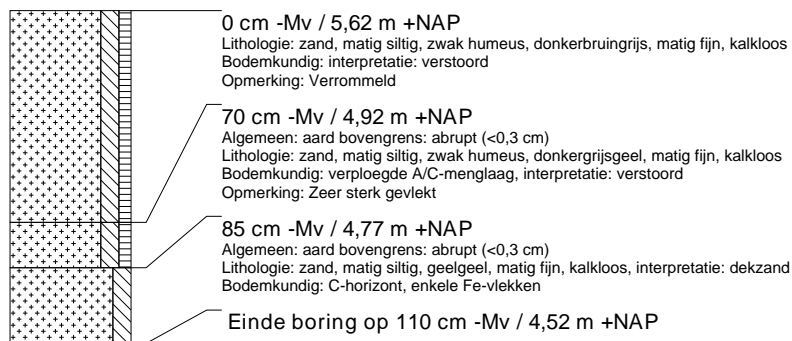 0 cm -Mv / 5,62 m +NAP
Lithologie: zand, matig siltig, zwak humeus, donkerbruingrijs, matig fijn, kalkloos
Bodemkundig: interpretatie: verstoord
Opmerking: Verrommeld
70 cm -Mv / 4,92 m +NAP
Algemeen: aard bovengrens: abrupt (<0,3 cm)
Lithologie: zand, matig siltig, zwak humeus, donkergrijsgeel, matig fijn, kalkloos
Bodemkundig: verploegde A/C-menglaag, interpretatie: verstoord
Opmerking: Zeer sterk gevlekt
85 cm -Mv / 4,77 m +NAP
Algemeen: aard bovengrens: abrupt (<0,3 cm)
Lithologie: zand, matig siltig, geelgeel, matig fijn, kalkloos, interpretatie: dekzand
Bodemkundig: C-horizont, enkele Fe-vlekken
Einde boring op 110 cm -Mv / 4,52 m +NAP